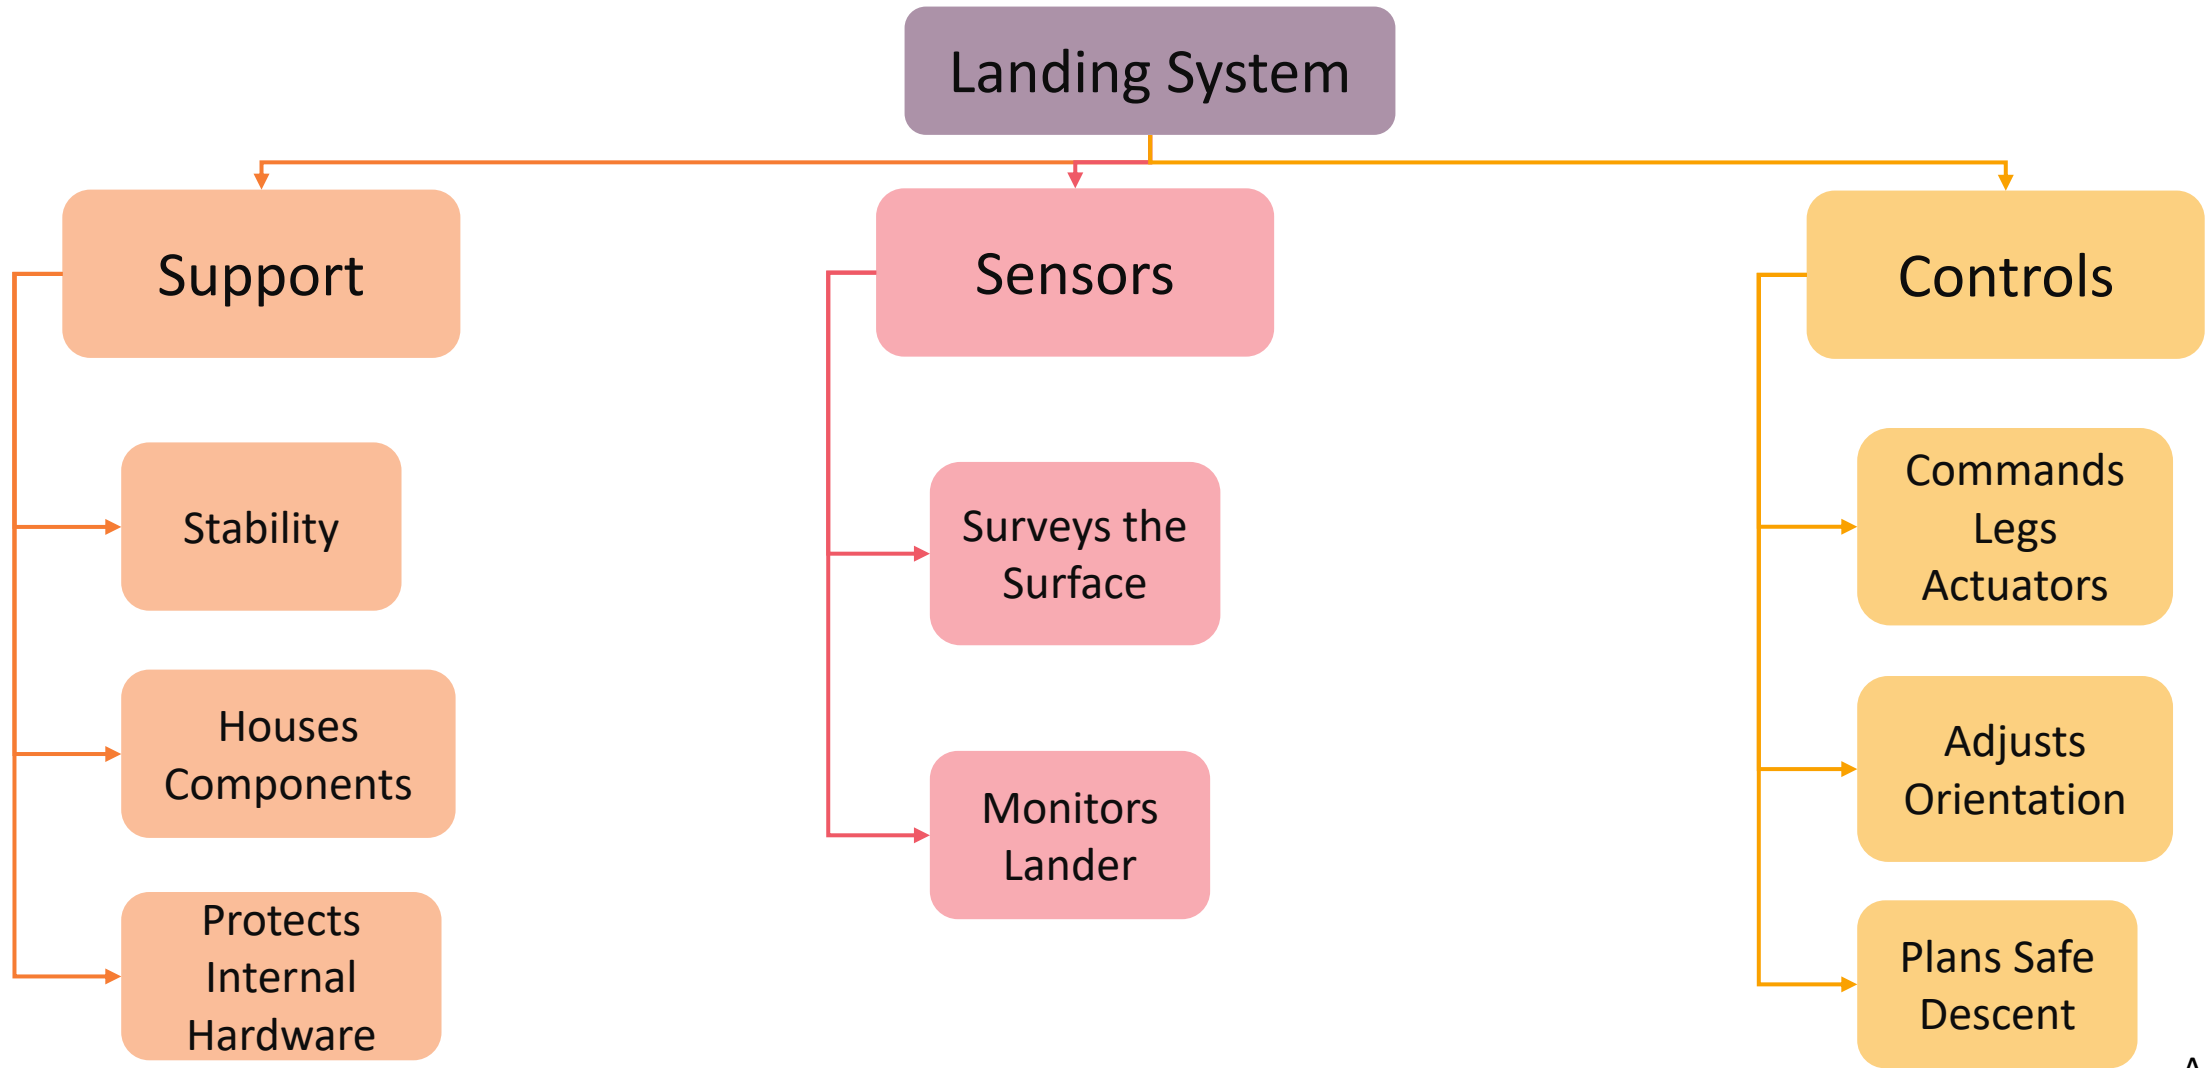 Landing System
Support
Sensors
Controls
Stability
Houses
Components
Protects
Internal
Hardware
Surveys the
Surface
Monitors
Lander
Commands
Legs
Actuators
Adjusts
Orientation
Plans Safe
Descent